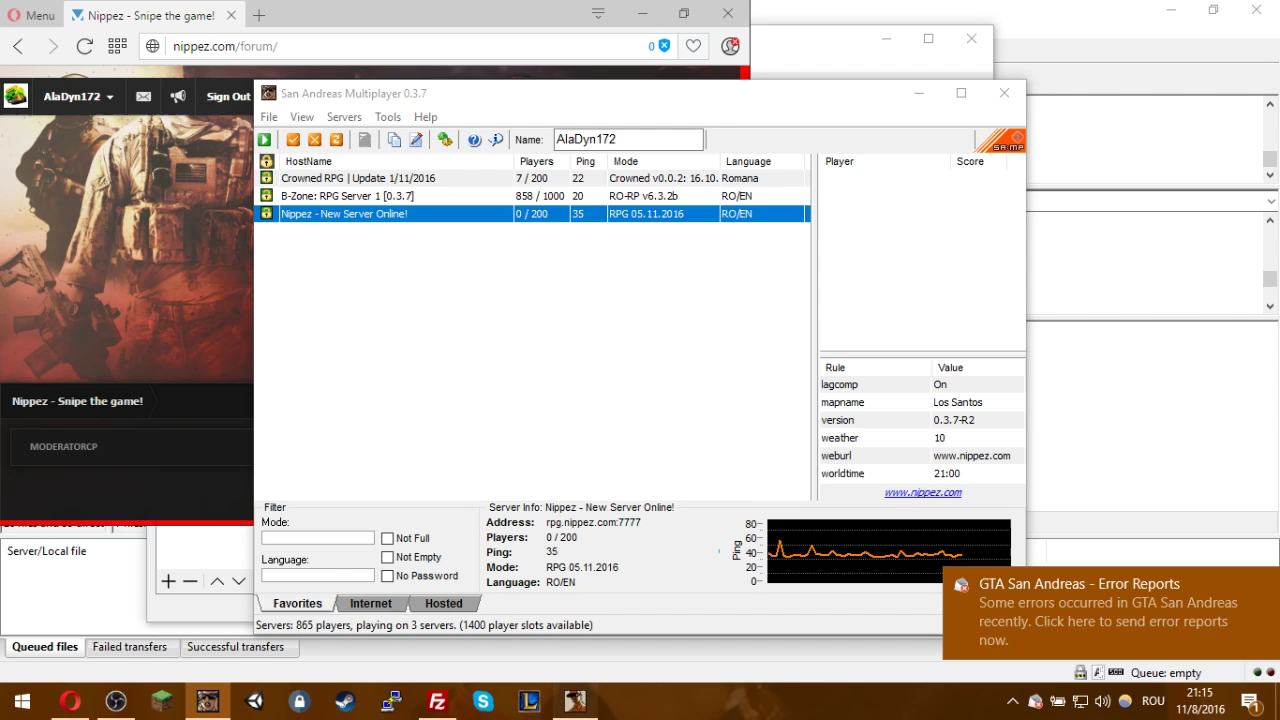 Menu
Nippez - Snipe the game!
nippez.com/forum/
0
AlaDyn172
Sign Out
Nippez - Snipe the game!
MODERATORCP
San Andreas Multiplayer 0.3.7
File View Servers Tools Help
Name: AlaDyn172
SA:MP
HostName Players Ping Mode Language
Crowned RPG | Update 1/11/2016 7 / 200 22 Crowned v0.0.2: 16.10. Romana
B-Zone: RPG Server 1 [0.3.7] 858 / 1000 20 RO-RP v6.3.2b RO/EN
Nippez - New Server Online! 0 / 200 35 RPG 05.11.2016 RO/EN
Player Score
Rule Value
lagcomp On
mapname Los Santos
version 0.3.7-R2
weather 10
weburl www.nippez.com
worldtime 21:00
www.nippez.com
Filter
Mode:
Language:
Not Full
Not Empty
No Password
Server Info: Nippez - New Server Online!
Address: rpg.nippez.com:7777
Players: 0 / 200
Ping: 35
Mode: RPG 05.11.2016
Language: RO/EN
Ping
80
60
40
20
0
Favorites Internet Hosted
Servers: 865 players, playing on 3 servers. (1400 player slots available)
Server/Local file
Queued files Failed transfers Successful transfers
GTA San Andreas - Error Reports
Some errors occurred in GTA San Andreas
recently. Click here to send error reports
now.
Queue: empty
ROU
21:15
11/8/2016
1